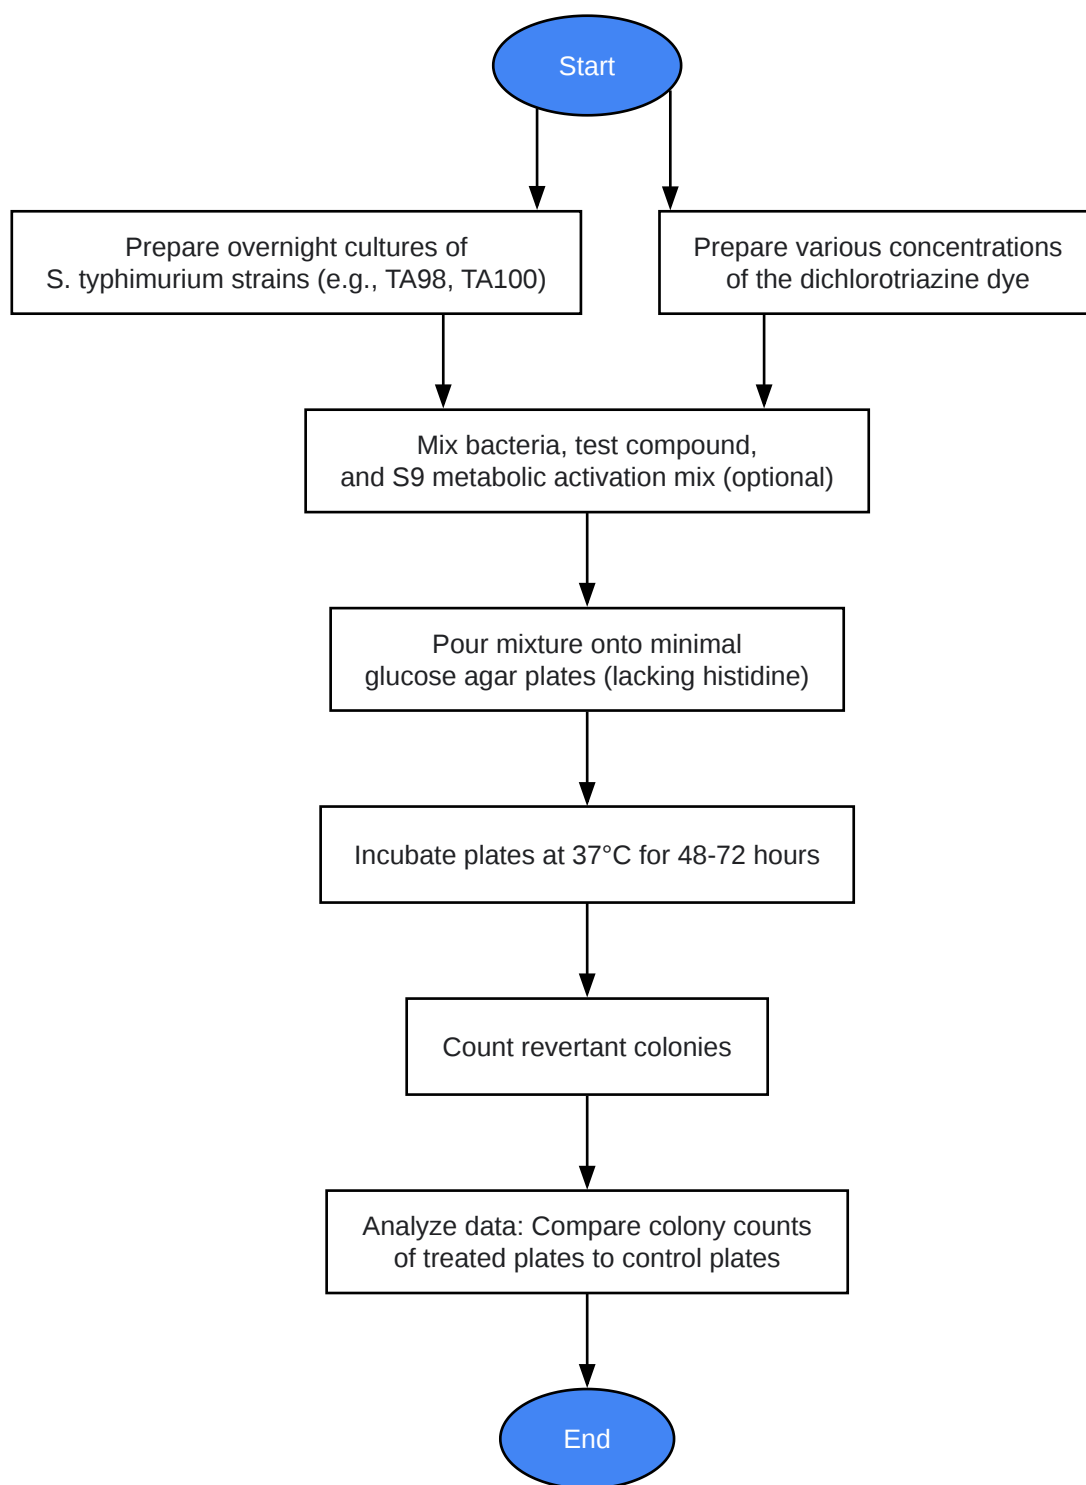 Start
Prepare overnight cultures of
S. typhimurium strains (e.g., TA98, TA100)
Prepare various concentrations
of the dichlorotriazine dye
Mix bacteria, test compound,
and S9 metabolic activation mix (optional)
Pour mixture onto minimal
glucose agar plates (lacking histidine)
Incubate plates at 37°C for 48-72 hours
Count revertant colonies
Analyze data: Compare colony counts
of treated plates to control plates
End